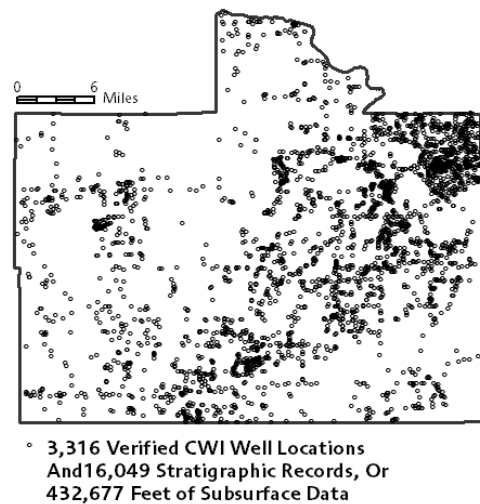 0 6
Miles
3,316 Verified CWI Well Locations
And16,049 Stratigraphic Records, Or
432,677 Feet of Subsurface Data